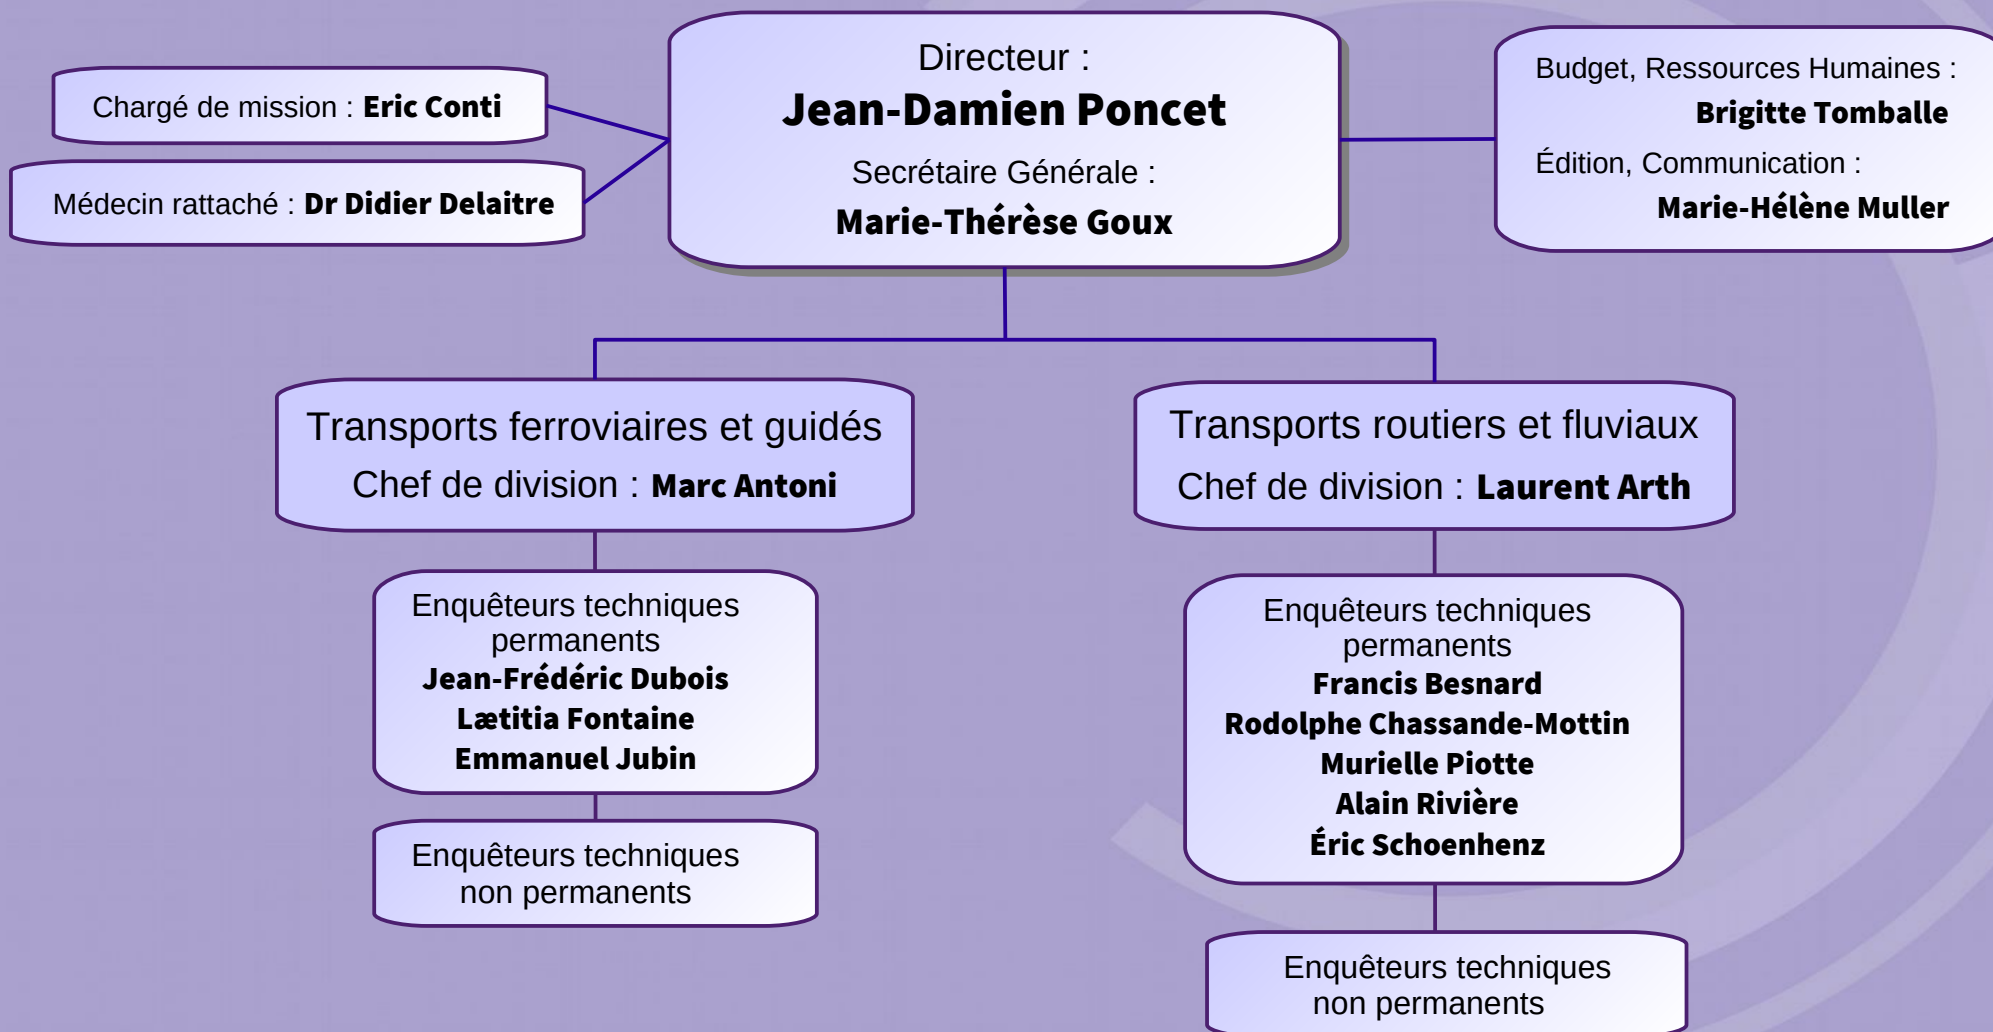 Directeur :
Jean-Damien Poncet
Secrétaire Générale :
Marie-Thérèse Goux
Chargé de mission : Eric Conti
Médecin rattaché : Dr Didier Delaitre
Budget, Ressources Humaines :
Brigitte Tomballe
Édition, Communication :
Marie-Hélène Muller
Transports ferroviaires et guidés
Chef de division : Marc Antoni
Enquêteurs techniques
permanents
Jean-Frédéric Dubois
Lætitia Fontaine
Emmanuel Jubin
Enquêteurs techniques
non permanents
Transports routiers et fluviaux
Chef de division : Laurent Arth
Enquêteurs techniques
permanents
Francis Besnard
Rodolphe Chassande-Mottin
Murielle Piotte
Alain Rivière
Éric Schoenhenz
Enquêteurs techniques
non permanents